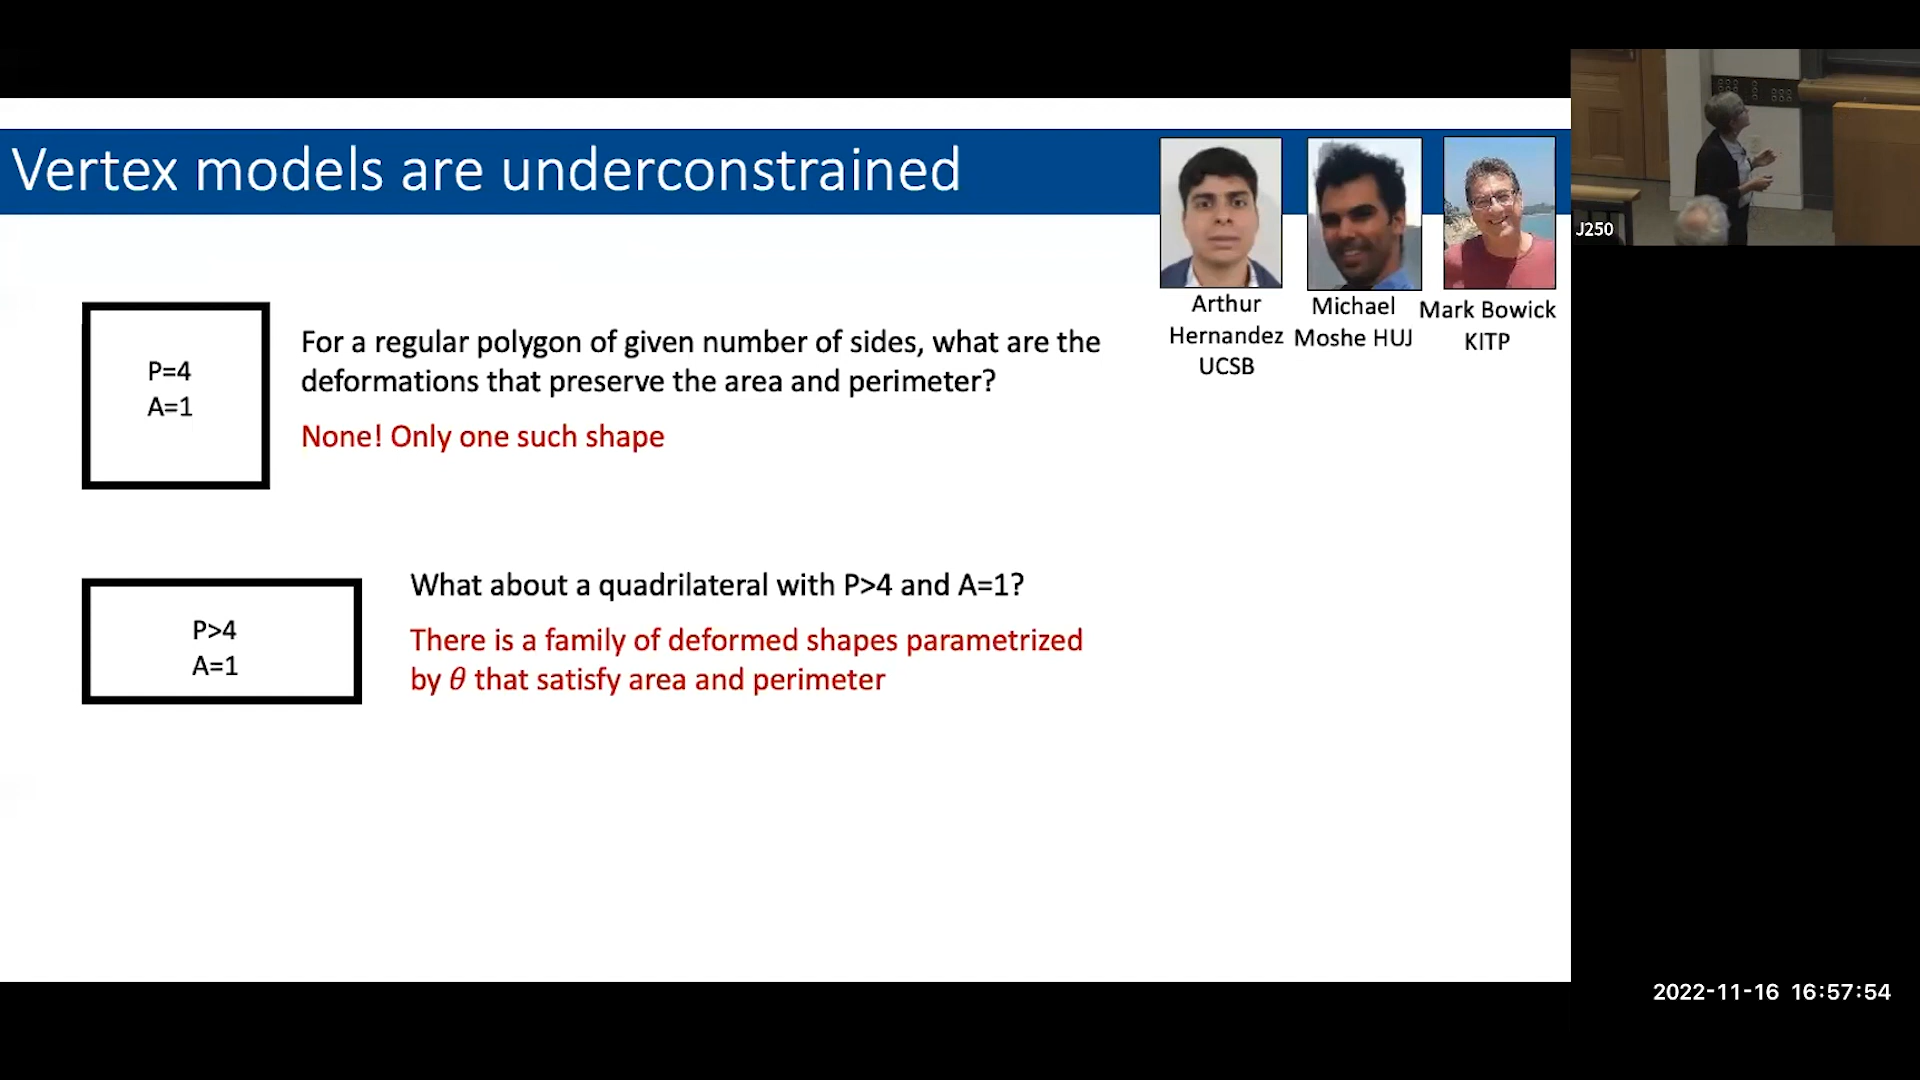 Vertex models are underconstrained
Arthur
Hernandez
UCSB
Michael
Moshe HUJ
Mark Bowick
KITP
J250
P=4
A=1
For a regular polygon of given number of sides, what are the
deformations that preserve the area and perimeter?
None! Only one such shape
P>4
A=1
What about a quadrilateral with P>4 and A=1?
There is a family of deformed shapes parametrized
by θ that satisfy area and perimeter
2022-11-16 16:57:54